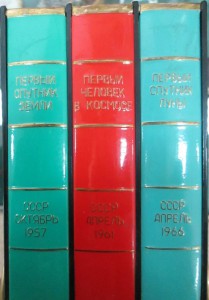 ПЕРВЫЙ
СПУТНИК
ЗЕМЛИ
СССР
ОКТЯБРЬ
1957
ПЕРВЫЙ
ЧЕЛОВЕК
В КОСМОСЕ
СССР
АПРЕЛЬ
1961
ПЕРВЫЙ
СПУТНИК
ЛУНЫ
СССР
АПРЕЛЬ
1966